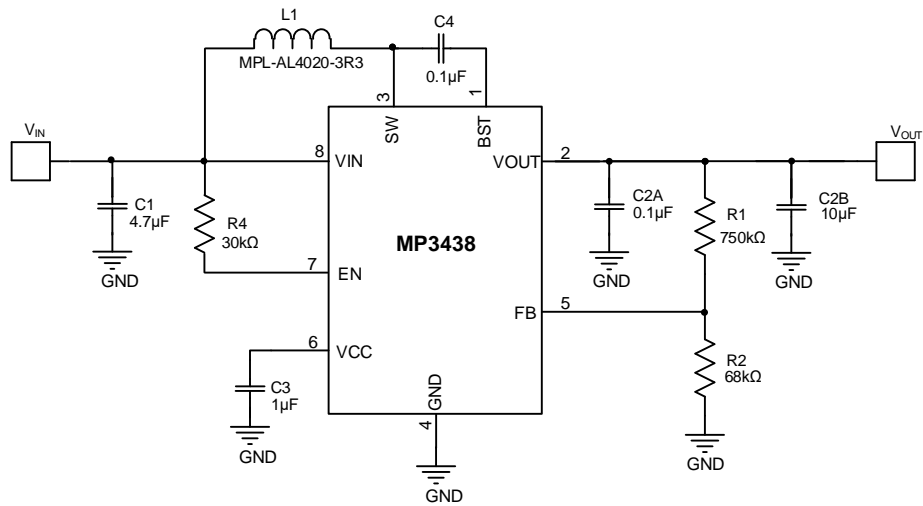 L1
MPL-AL4020-3R3
C4
0.1µF
3
1
SW
BST
VIN
VOUT
8
VIN
VOUT
2
C1
4.7µF
GND
R4
30kΩ
C2A
0.1µF
GND
R1
750kΩ
C2B
10µF
GND
MP3438
7
EN
FB
5
6
VCC
C3
1µF
GND
GND
4
GND
R2
68kΩ
GND